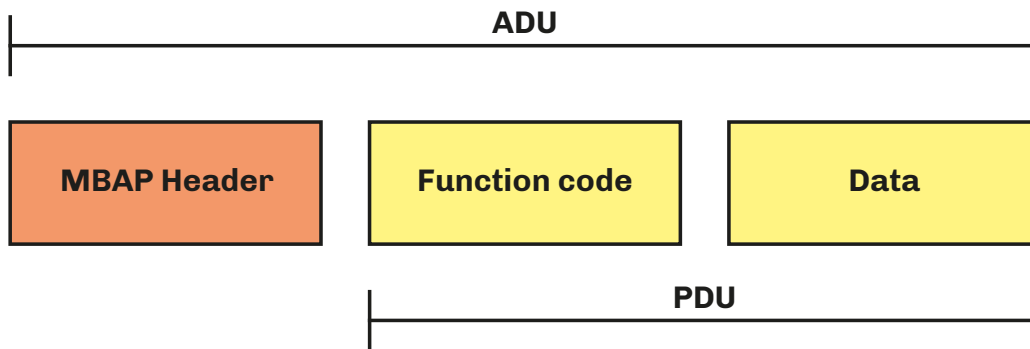 ADU
MBAP Header
Function code
Data
PDU